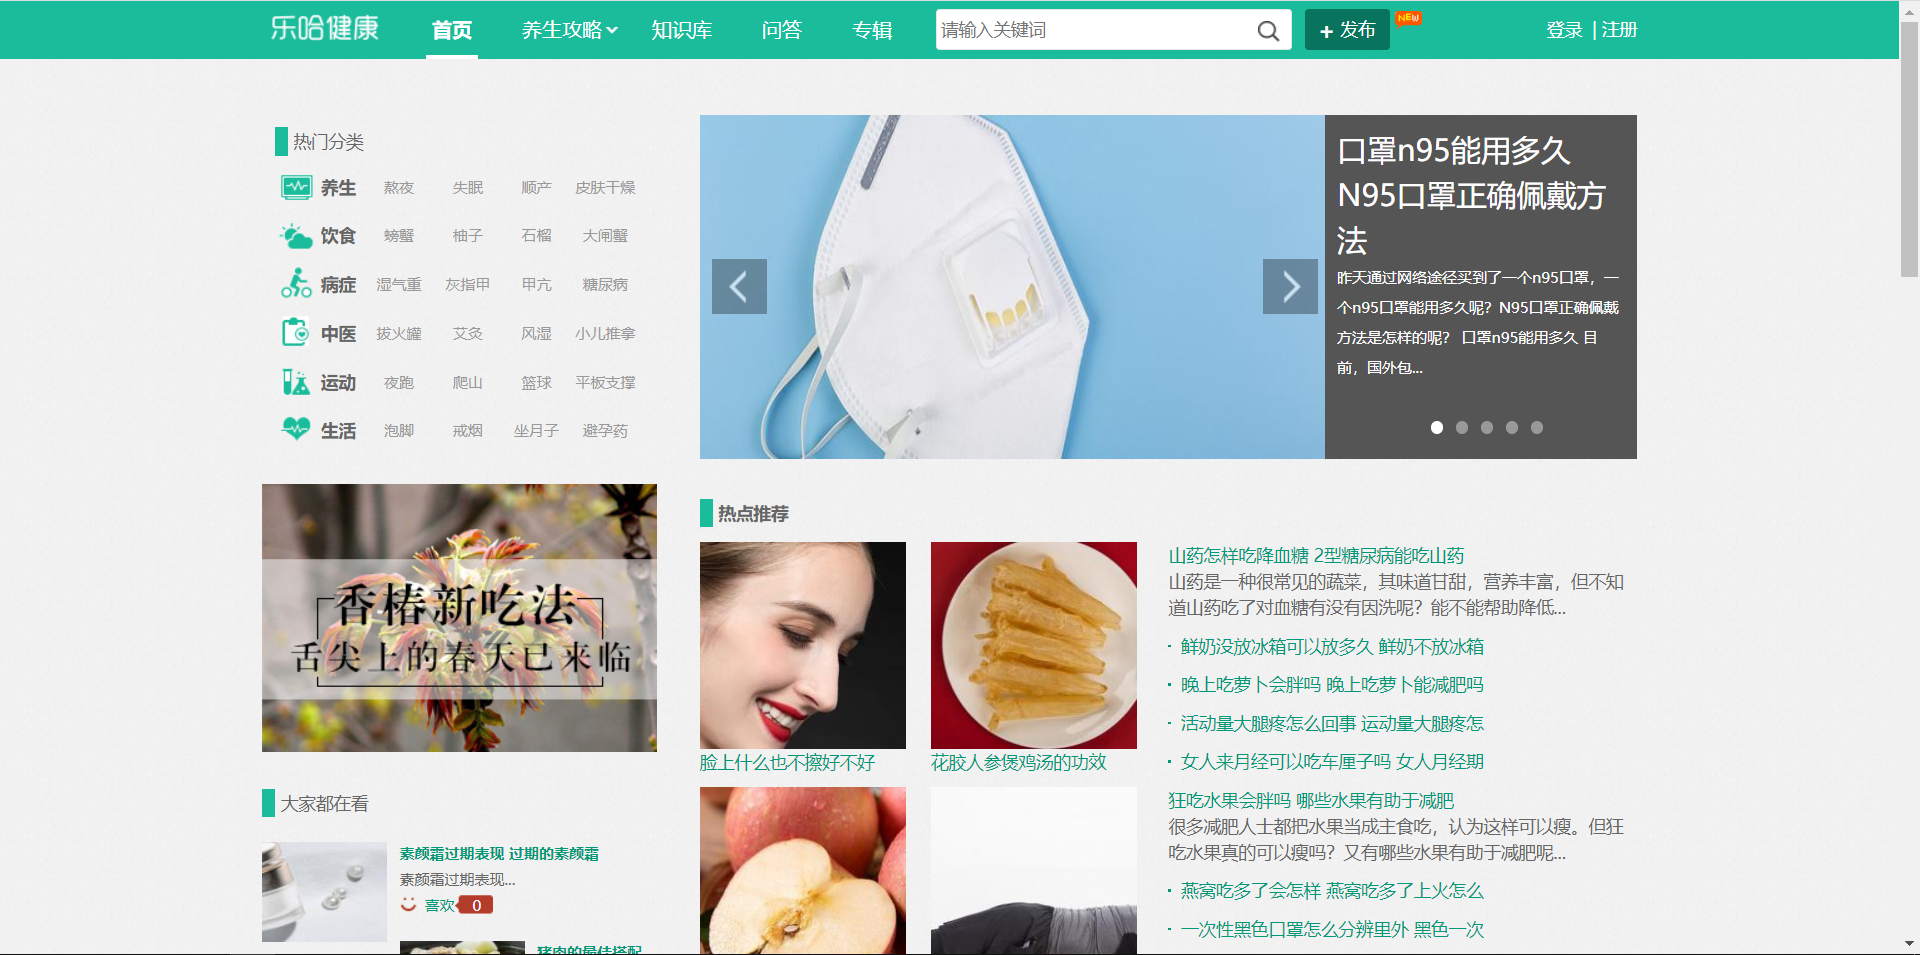 乐哈健康
首页
养生攻略
知识库
问答
专辑
请输入关键词
+ 发布
NEW
登录 | 注册
热门分类
养生 熬夜 失眠 顺产 皮肤干燥
饮食 螃蟹 柚子 石榴 大闸蟹
病症 湿气重 灰指甲 甲亢 糖尿病
中医 拔火罐 艾灸 风湿 小儿推拿
运动 夜跑 爬山 篮球 平板支撑
生活 泡脚 戒烟 坐月子 避孕药
口罩n95能用多久
N95口罩正确佩戴方
法
昨天通过网络途径买到了一个n95口罩，一
个n95口罩能用多久呢？N95口罩正确佩戴
方法是怎样的呢？ 口罩n95能用多久 目
前，国外包...
香椿新吃法
舌尖上的春天已来临
大家都在看
素颜霜过期表现 过期的素颜霜
素颜霜过期表现...
喜欢 0
猪肉的最佳搭配
热点推荐
脸上什么也不擦好不好
花胶人参煲鸡汤的功效
山药怎样吃降血糖 2型糖尿病能吃山药
山药是一种很常见的蔬菜，其味道甘甜，营养丰富，但不知
道山药吃了对血糖有没有因洗呢？能不能帮助降低...
· 鲜奶没放冰箱可以放多久 鲜奶不放冰箱
· 晚上吃萝卜会胖吗 晚上吃萝卜能减肥吗
· 活动量大腿疼怎么回事 运动量大腿疼怎
· 女人来月经可以吃车厘子吗 女人月经期
狂吃水果会胖吗 哪些水果有助于减肥
很多减肥人士都把水果当成主食吃，认为这样可以瘦。但狂
吃水果真的可以瘦吗？又有哪些水果有助于减肥呢...
· 燕窝吃多了会怎样 燕窝吃多了上火怎么
· 一次性黑色口罩怎么分辨里外 黑色一次